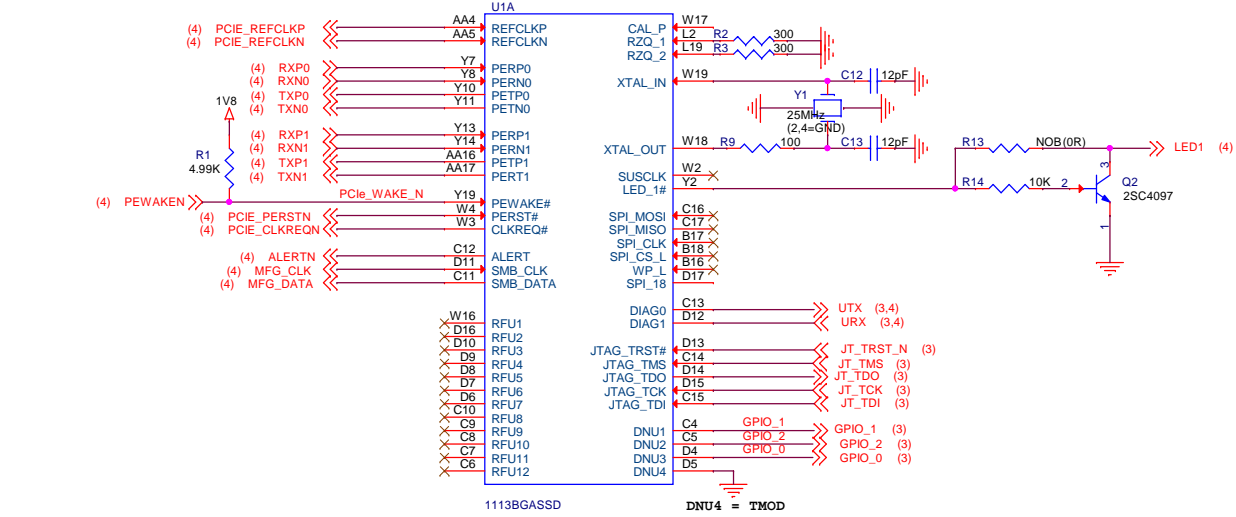 U1A
(4) PCIE_REFCLKP AA4 REFCLKP CAL_P W17
(4) PCIE_REFCLKN AA5 REFCLKN RZQ_1 L2 R2 300
RZQ_2 L19 R3 300
(4) RXP0 Y7 PERP0
(4) RXN0 Y8 PERN0 XTAL_IN W19 C12 12pF
(4) TXP0 Y10 PETP0
(4) TXN0 Y11 PETN0
Y1
25MHz
(2,4=GND)
1V8
R1
4.99K
(4) RXP1 Y13 PERP1
(4) RXN1 Y14 PERN1 XTAL_OUT W18 R9 100 C13 12pF
(4) TXP1 AA16 PETP1
(4) TXN1 AA17 PERT1
SUSCLK W2
LED_1# Y2
R13 NOB(0R) LED1 (4)
R14 10K 2 3 1 Q2
2SC4097
(4) PEWAKEN PCIe_WAKE_N Y19 PEWAKE#
(4) PCIE_PERSTN W4 PERST# SPI_MOSI C16
(4) PCIE_CLKREQN W3 CLKREQ# SPI_MISO C17
SPI_CLK B17
(4) ALERTN C12 ALERT SPI_CS_L B18
(4) MFG_CLK D11 SMB_CLK WP_L B16
(4) MFG_DATA C11 SMB_DATA SPI_18 D17
DIAG0 C13 UTX (3,4)
W16 RFU1 DIAG1 D12 URX (3,4)
D16 RFU2
D10 RFU3 JTAG_TRST# D13 JT_TRST_N (3)
D9 RFU4 JTAG_TMS C14 JT_TMS (3)
D8 RFU5 JTAG_TDO D14 JT_TDO (3)
D7 RFU6 JTAG_TCK D15 JT_TCK (3)
D6 RFU7 JTAG_TDI C15 JT_TDI (3)
C10 RFU8
C9 RFU9 DNU1 C4 GPIO_1 GPIO_1 (3)
C8 RFU10 DNU2 C5 GPIO_2 GPIO_2 (3)
C7 RFU11 DNU3 D4 GPIO_0 GPIO_0 (3)
C6 RFU12 DNU4 D5
1113BGASSD
DNU4 = TMOD